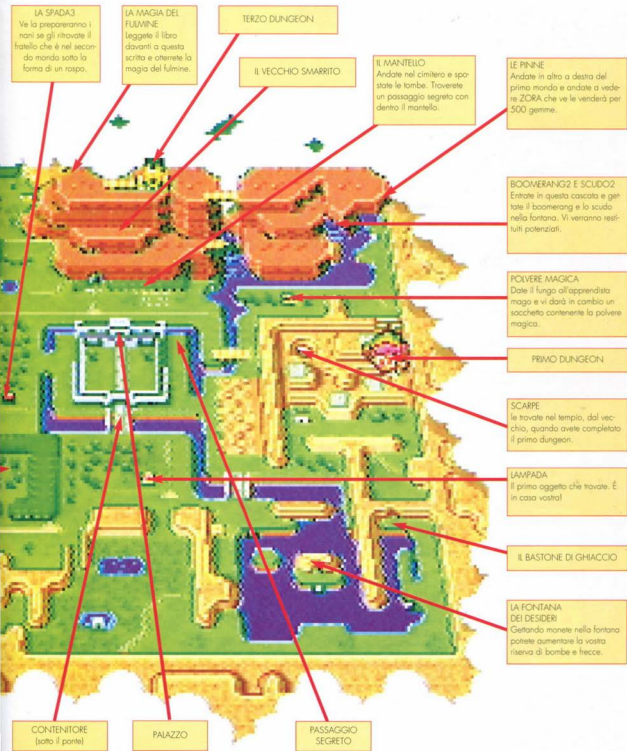 LA SPADA3
Ve la prepareranno i
nani se gli ritrovate il
fratello che è nel secon-
do mondo sotto la
forma di un rospo.
LA MAGIA DEL
FULMINE
Leggete il libro
davanti a questa
scritta e otterrete la
magia del fulmine.
TERZO DUNGEON
IL VECCHIO SMARRITO
IL MANTELLO
Andate nel cimitero e spo-
state le tombe. Troverete
un passaggio segreto con
dentro il mantello.
LE PINNE
Andate in altro a destra del
primo mondo e andate a vede-
re ZORA che ve le venderà per
500 gemme.
BOOMERANG2 E SCUDO2
Entrate in questa cascata e get-
tate il boomerang e lo scudo
nella fontana. Vi verranno resti-
tuiti potenziati.
POLVERE MAGICA
Date il fungo all'apprendista
mago e vi darà in cambio un
sacchetto contenente la polvere
magica.
PRIMO DUNGEON
SCARPE
le trovate nel tempio, dal vec-
chio, quando avete completato
il primo dungeon.
LAMPADA
Il primo oggetto che trovate. È
in casa vostra!
IL BASTONE DI GHIACCIO
LA FONTANA
DEI DESIDERI
Gettando monete nella fontana
potrete aumentare la vostra
riserva di bombe e frecce.
CONTENITORE
(sotto il ponte)
PALAZZO
PASSAGGIO
SEGRETO